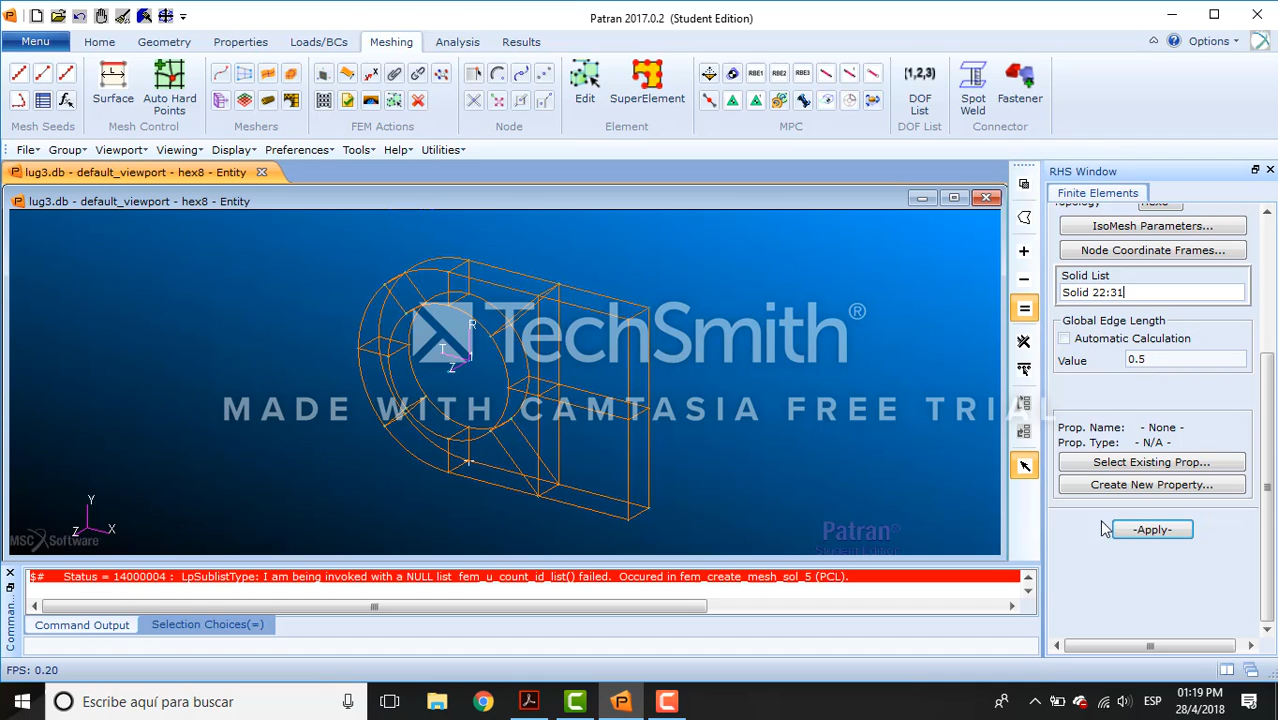 Patran 2017.0.2 (Student Edition)
Menu Home Geometry Properties Loads/BCs Meshing Analysis Results Options
Surface Auto Hard Points Edit SuperElement RBE1 RBE2 RBE3 (1,2,3) DOF List Spot Weld Fastener
Mesh Seeds Mesh Control Meshers FEM Actions Node Element MPC DOF List Connector
File Group Viewport Viewing Display Preferences Tools Help Utilities
lug3.db - default_viewport - hex8 - Entity
RHS Window
Finite Elements
lug3.db - default_viewport - hex8 - Entity
IsoMesh Parameters...
Node Coordinate Frames...
Solid List
Solid 22:31
Global Edge Length
Automatic Calculation
Value 0.5
R
T
Z
TechSmith®
MADE WITH CAMTASIA FREE TRIAL
Prop. Name: - None -
Prop. Type: - N/A -
Select Existing Prop...
Create New Property...
-Apply-
Y
Z X
MSC Software
Patran
Student Edition
$# Status = 14000004 : LpSublistType: I am being invoked with a NULL list fem_u_count_id_list() failed. Occured in fem_create_mesh_sol_5 (PCL).
Command Output Selection Choices(=)
FPS: 0.20
Escribe aquí para buscar
ESP
01:19 PM
28/4/2018